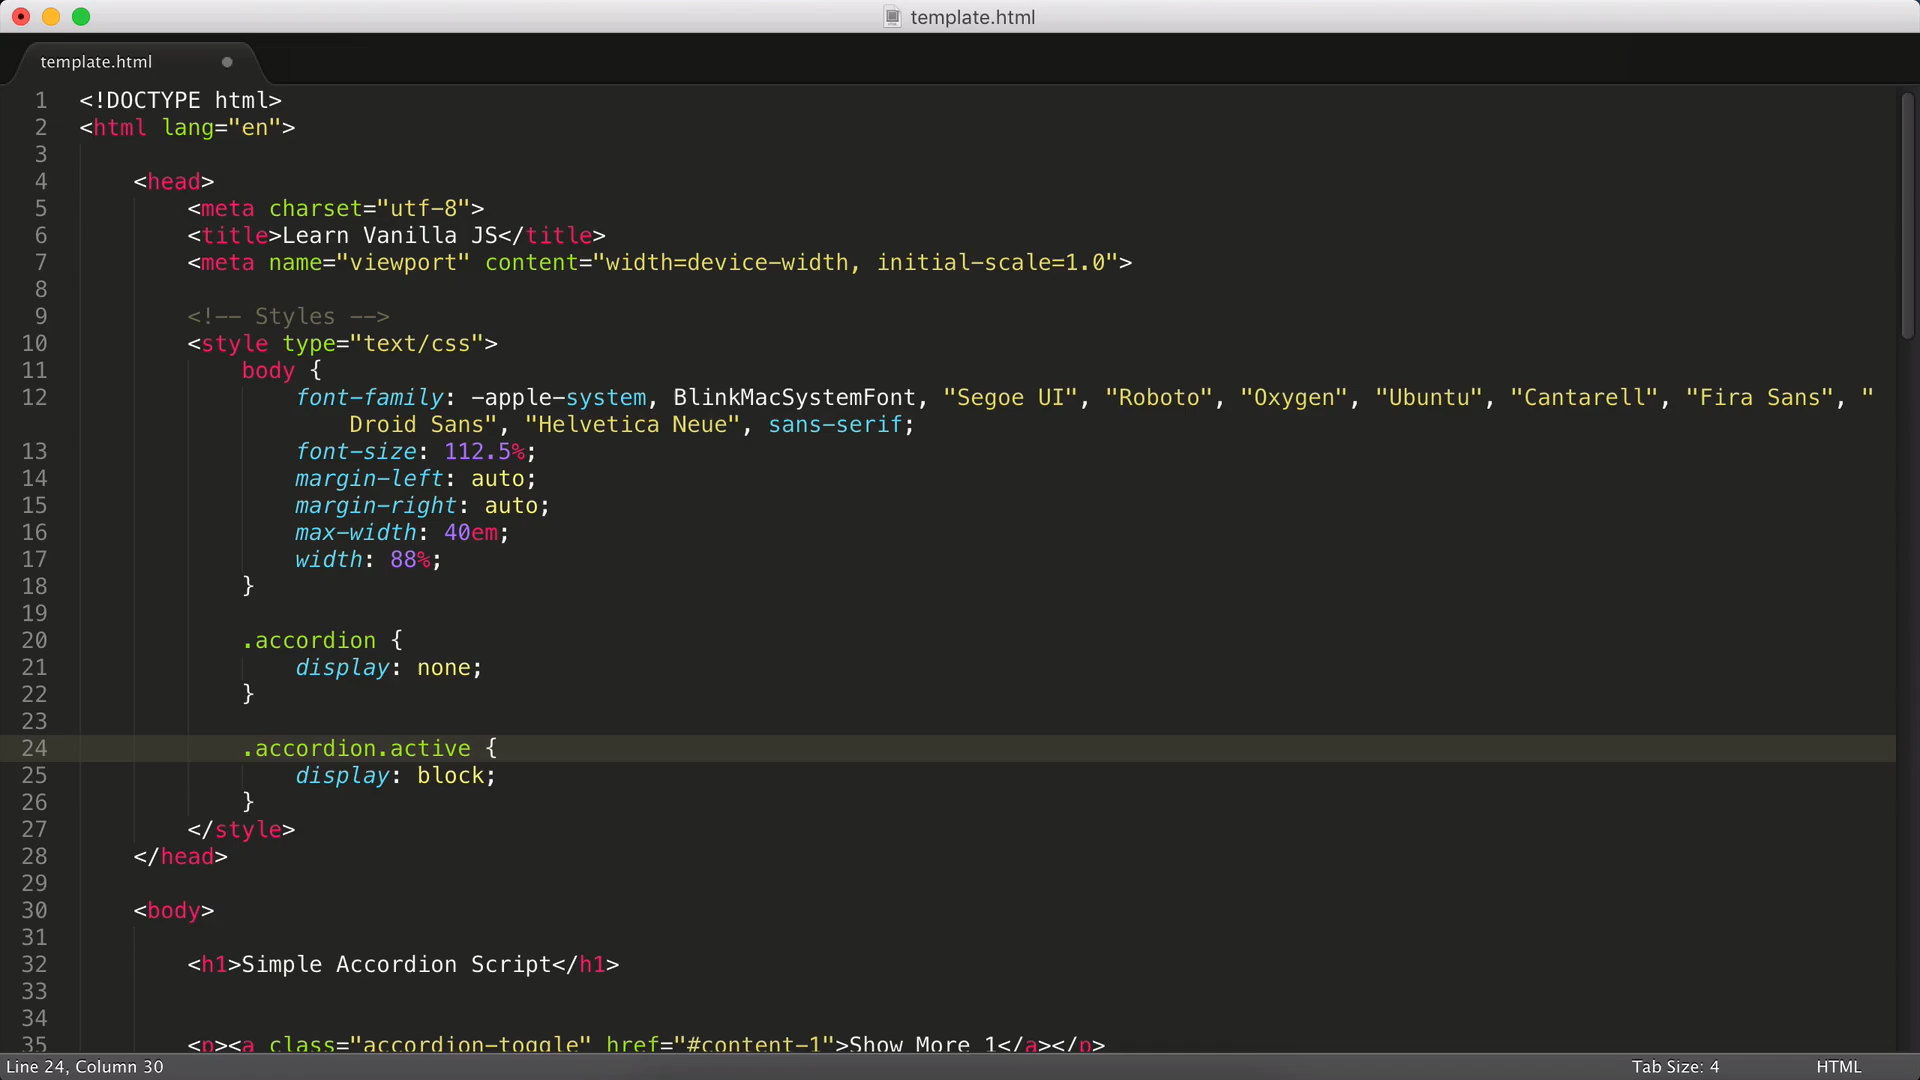 template.html
template.html
1 <!DOCTYPE html>
2 <html lang="en">
3
4 <head>
5 <meta charset="utf-8">
6 <title>Learn Vanilla JS</title>
7 <meta name="viewport" content="width=device-width, initial-scale=1.0">
8
9 <!-- Styles -->
10 <style type="text/css">
11 body {
12 font-family: -apple-system, BlinkMacSystemFont, "Segoe UI", "Roboto", "Oxygen", "Ubuntu", "Cantarell", "Fira Sans", "
Droid Sans", "Helvetica Neue", sans-serif;
13 font-size: 112.5%;
14 margin-left: auto;
15 margin-right: auto;
16 max-width: 40em;
17 width: 88%;
18 }
19
20 .accordion {
21 display: none;
22 }
23
24 .accordion.active {
25 display: block;
26 }
27 </style>
28 </head>
29
30 <body>
31
32 <h1>Simple Accordion Script</h1>
33
34
35 <p><a class="accordion-toggle" href="#content-1">Show More 1</a></p>
Line 24, Column 30 Tab Size: 4 HTML